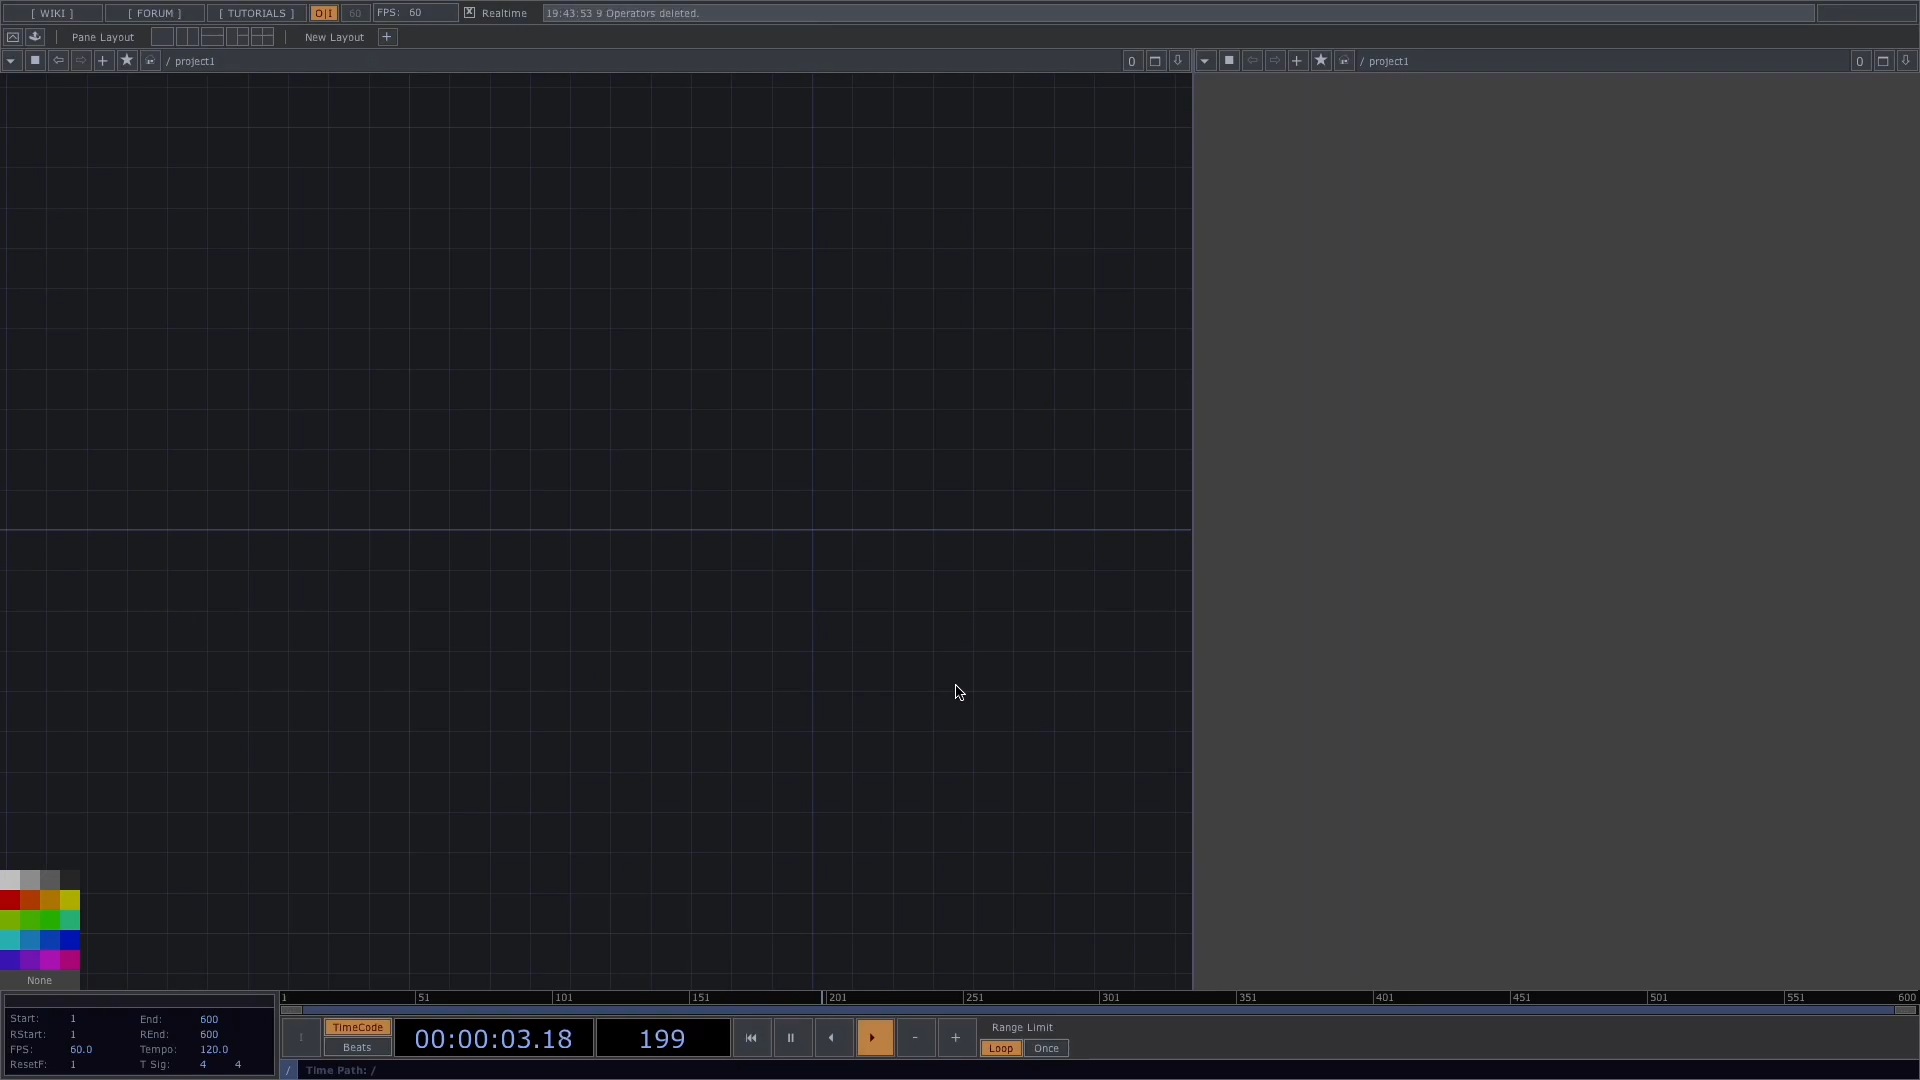 [ WIKI ] [ FORUM ] [ TUTORIALS ] O|I 60 FPS: 60 Realtime 19:43:53 9 Operators deleted.
Pane Layout New Layout +
/ project1 0 / project1 0
None
1 51 101 151 201 251 301 351 401 451 501 551 600
Start: 1 End: 600
RStart: 1 REnd: 600
FPS: 60.0 Tempo: 120.0
ResetF: 1 T Sig: 4 4
1 TimeCode 00:00:03.18 199 - + Range Limit
Beats Loop Once
/ Time Path: /